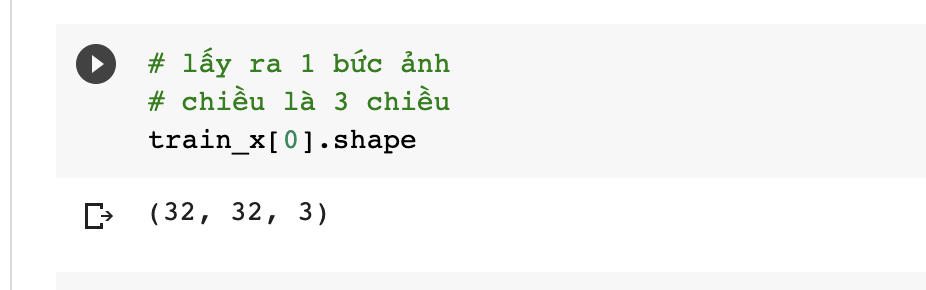 # lấy ra 1 bức ảnh
# chiều là 3 chiều
train_x[0].shape
(32, 32, 3)